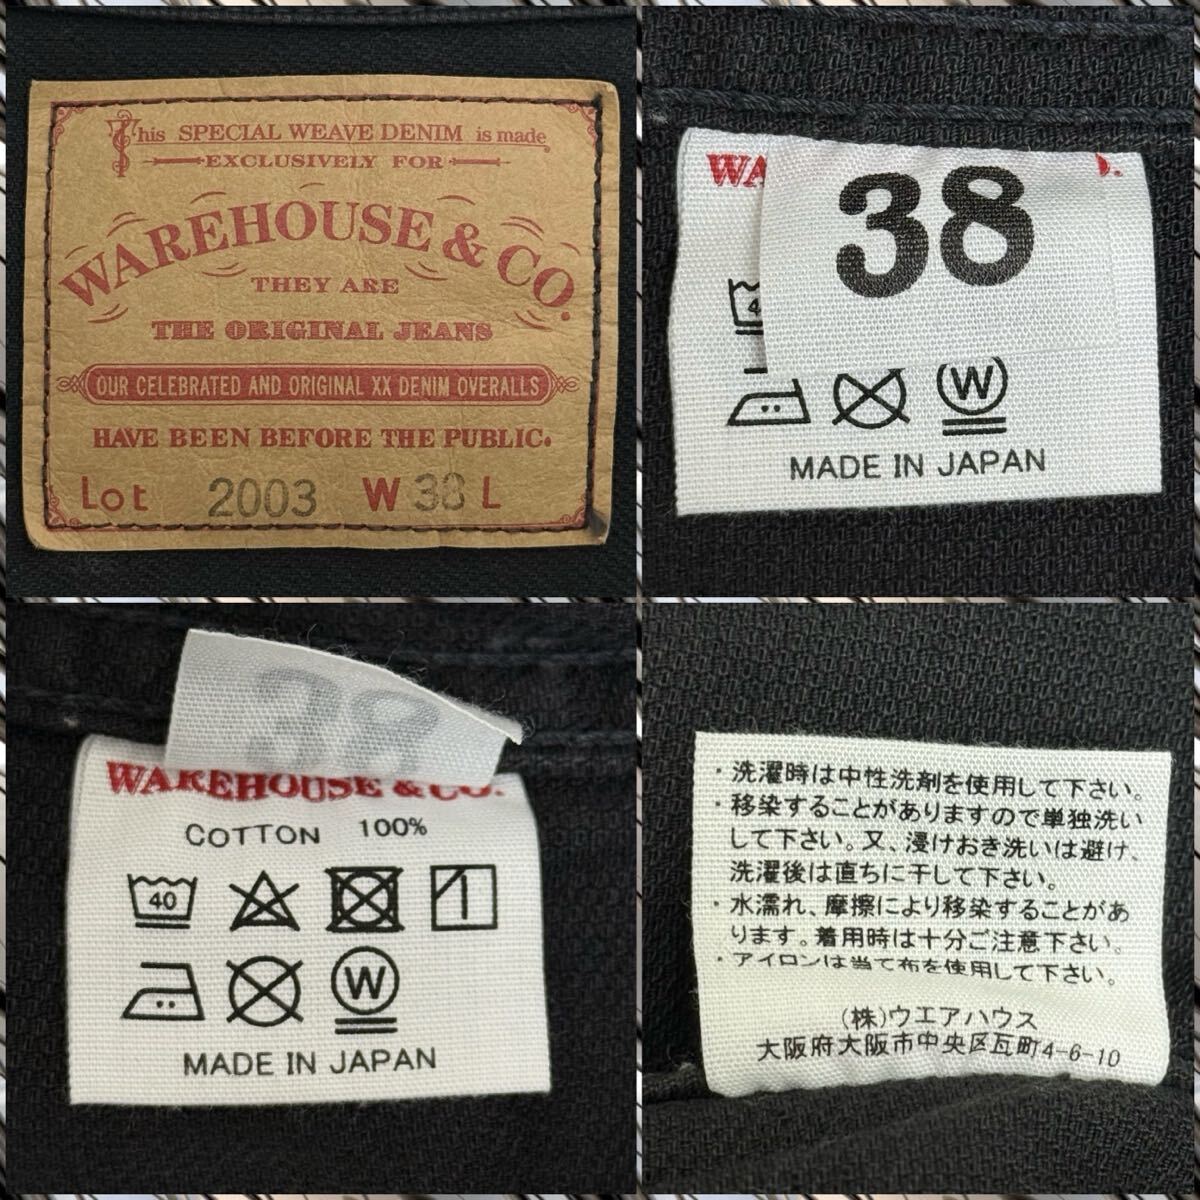 This SPECIAL WEAVE DENIM is made
EXCLUSIVELY FOR
WAREHOUSE & CO.
THEY ARE
THE ORIGINAL JEANS
OUR CELEBRATED AND ORIGINAL XX DENIM OVERALLS
HAVE BEEN BEFORE THE PUBLIC.
Lot 2003 W 38 L
WA
38
MADE IN JAPAN
W
38
WAREHOUSE & CO.
COTTON 100%
40
W
MADE IN JAPAN
・洗濯時は中性洗剤を使用して下さい。
・移染することがありますので単独洗い
して下さい。又、浸けおき洗いは避け、
洗濯後は直ちに干して下さい。
・水濡れ、摩擦により移染することがあ
ります。着用時は十分ご注意下さい。
・アイロンは当て布を使用して下さい。
(株)ウエアハウス
大阪府大阪市中央区瓦町4-6-10